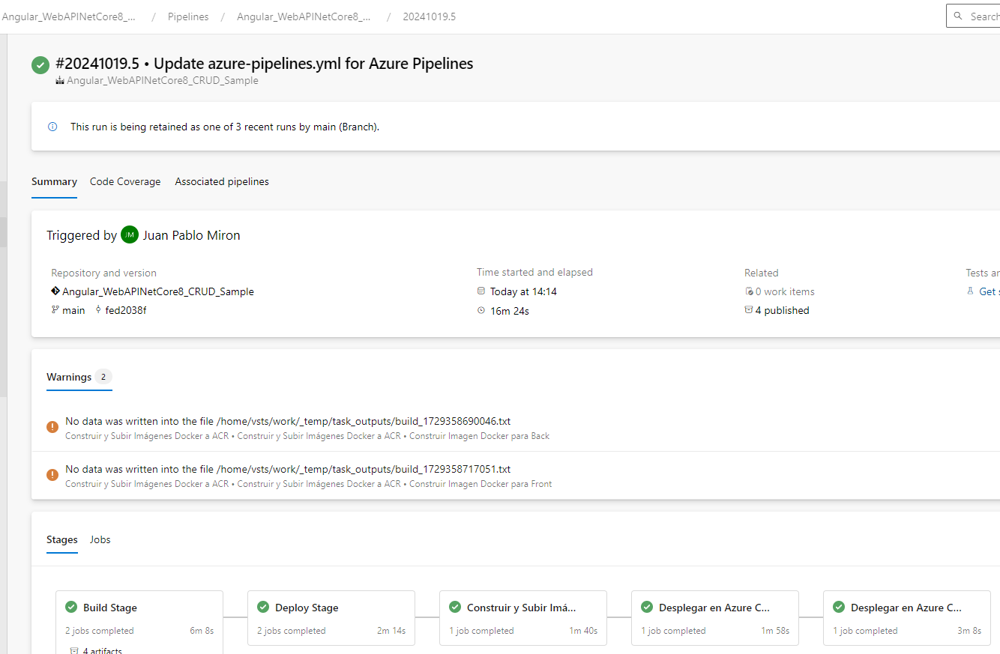 Angular_WebAPINetCore8_... / Pipelines / Angular_WebAPINetCore8_... / 20241019.5
Search
#20241019.5 • Update azure-pipelines.yml for Azure Pipelines
Angular_WebAPINetCore8_CRUD_Sample
This run is being retained as one of 3 recent runs by main (Branch).
Summary Code Coverage Associated pipelines
Triggered by JM Juan Pablo Miron
Repository and version
Angular_WebAPINetCore8_CRUD_Sample
main fed2038f
Time started and elapsed
Today at 14:14
16m 24s
Related
0 work items
4 published
Tests
Get
Warnings 2
No data was written into the file /home/vsts/work/_temp/task_outputs/build_1729358690046.txt
Construir y Subir Imágenes Docker a ACR • Construir y Subir Imágenes Docker a ACR • Construir Imagen Docker para Back
No data was written into the file /home/vsts/work/_temp/task_outputs/build_1729358717051.txt
Construir y Subir Imágenes Docker a ACR • Construir y Subir Imágenes Docker a ACR • Construir Imagen Docker para Front
Stages Jobs
Build Stage
2 jobs completed 6m 8s
4 artifacts
Deploy Stage
2 jobs completed 2m 14s
Construir y Subir Imá...
1 job completed 1m 40s
Desplegar en Azure C...
1 job completed 1m 58s
Desplegar en Azure C...
1 job completed 3m 8s